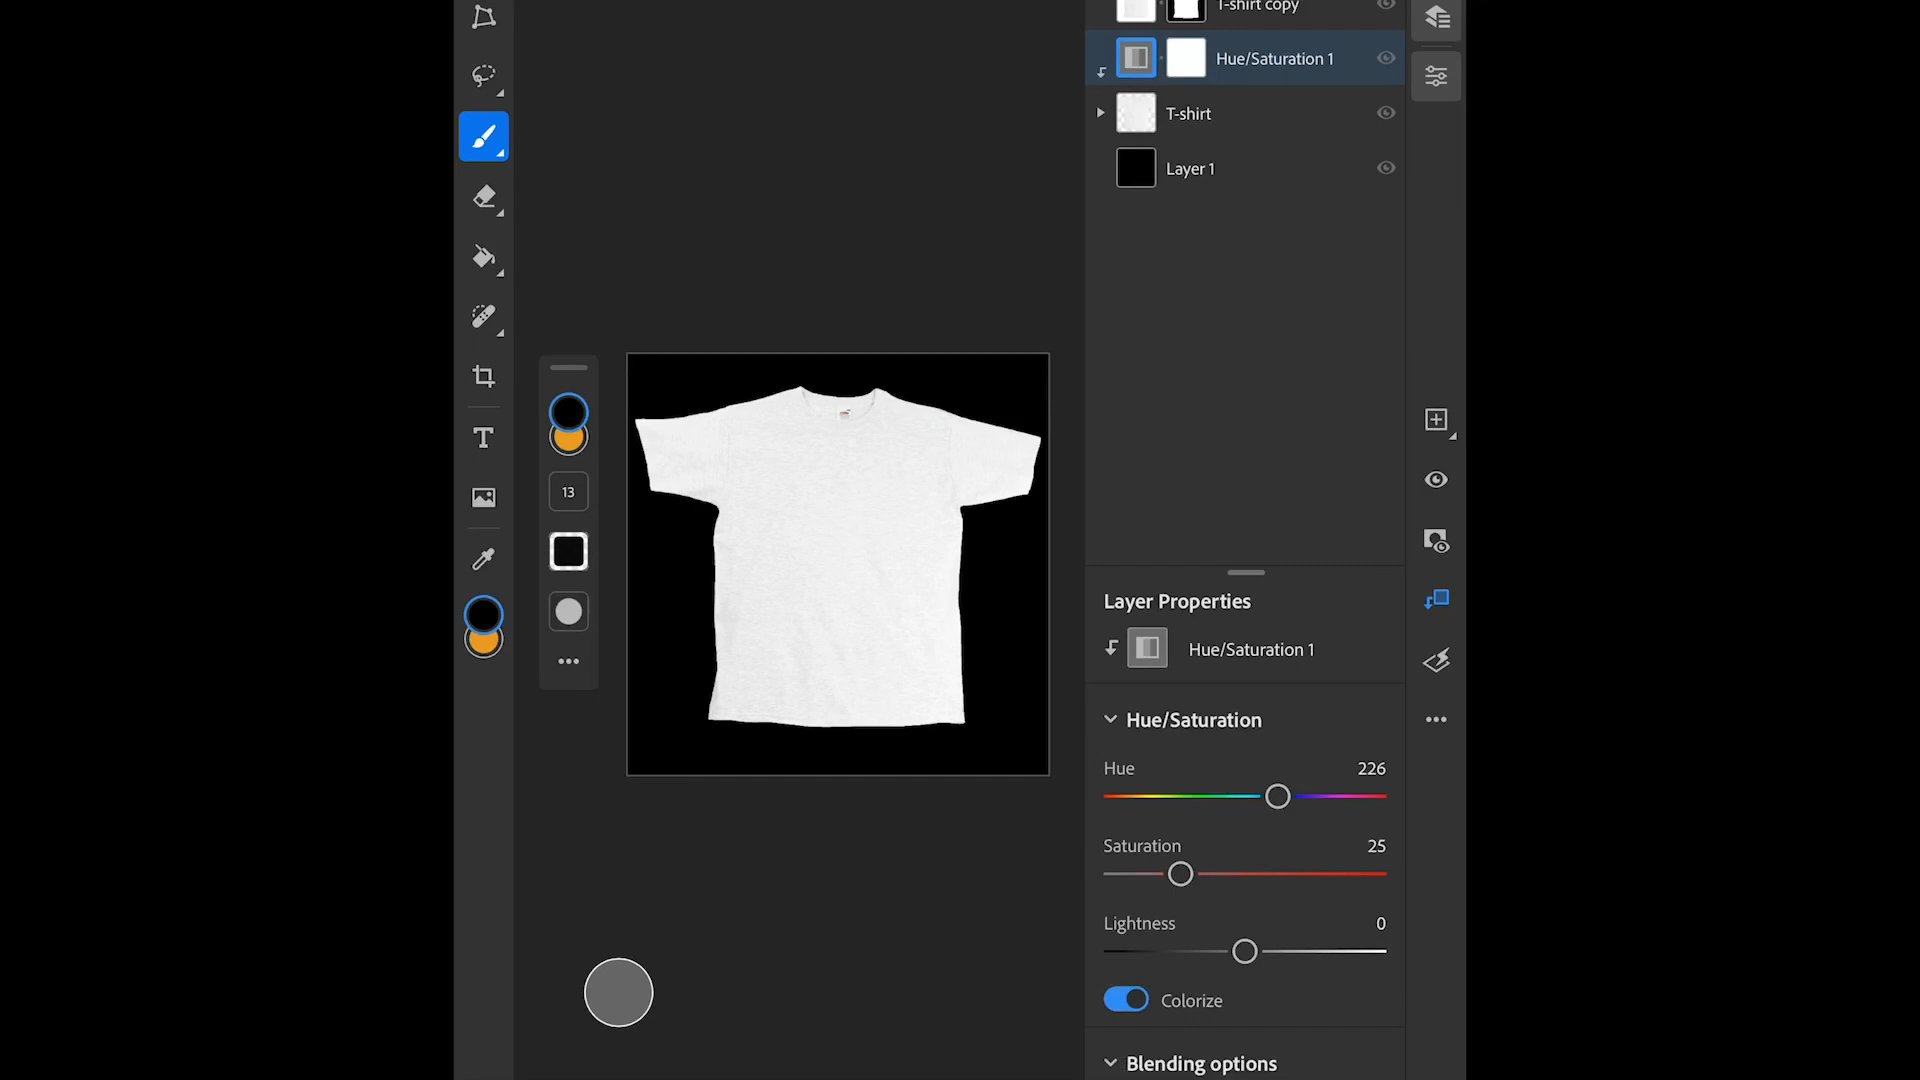 T-shirt copy
Hue/Saturation 1
T-shirt
Layer 1
T
13
Layer Properties
Hue/Saturation 1
Hue/Saturation
Hue 226
Saturation 25
Lightness 0
Colorize
Blending options